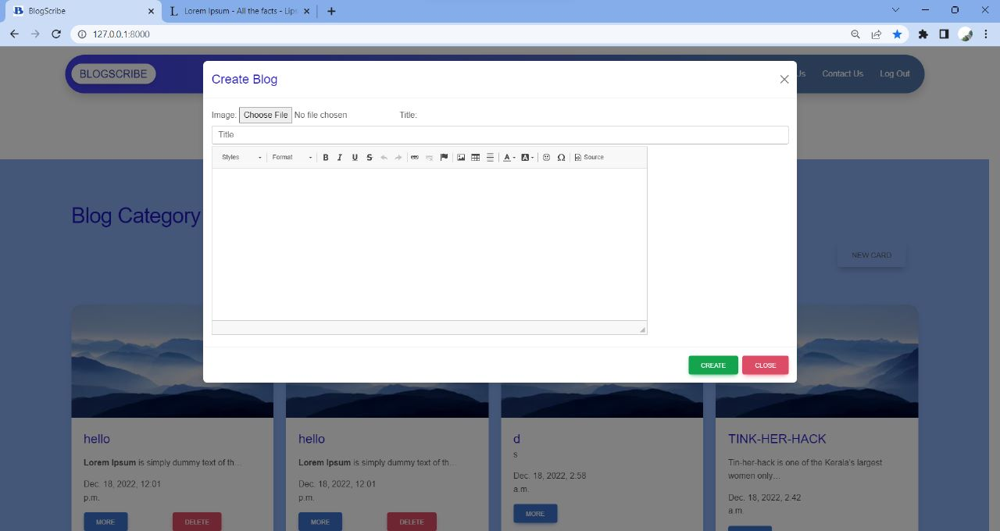 BlogScribe
Lorem Ipsum - All the facts - Lips
127.0.0.1:8000
BLOGSCRIBE
Us Contact Us Log Out
Create Blog
Image: Choose File No file chosen Title:
Title
Styles Format B I U S A A Ω Source
Blog Category
NEW CARD
CREATE CLOSE
hello
Lorem Ipsum is simply dummy text of th...
Dec. 18, 2022, 12:01
p.m.
MORE DELETE
hello
Lorem Ipsum is simply dummy text of th...
Dec. 18, 2022, 12:01
p.m.
MORE DELETE
d
s
Dec. 18, 2022, 2:58
a.m.
MORE
TINK-HER-HACK
Tin-her-hack is one of the Kerala's largest
women only...
Dec. 18, 2022, 2:42
a.m.